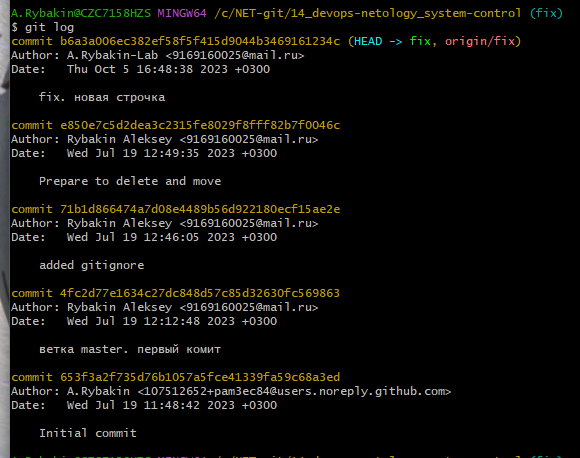 A.Rybakin@CZC7158HZS MINGW64 /c/NET-git/14_devops-netology_system-control (fix)
$ git log
commit b6a3a006ec382ef58f5f415d9044b3469161234c (HEAD -> fix, origin/fix)
Author: A.Rybakin-Lab <9169160025@mail.ru>
Date:   Thu Oct 5 16:48:38 2023 +0300
fix. новая строчка
commit e850e7c5d2dea3c2315fe8029f8fff82b7f0046c
Author: Rybakin Aleksey <9169160025@mail.ru>
Date:   Wed Jul 19 12:49:35 2023 +0300
Prepare to delete and move
commit 71b1d866474a7d08e4489b56d922180ecf15ae2e
Author: Rybakin Aleksey <9169160025@mail.ru>
Date:   Wed Jul 19 12:46:05 2023 +0300
added gitignore
commit 4fc2d77e1634c27dc848d57c85d32630fc569863
Author: Rybakin Aleksey <9169160025@mail.ru>
Date:   Wed Jul 19 12:12:48 2023 +0300
ветка master. первый комит
commit 653f3a2f735d76b1057a5fce41339fa59c68a3ed
Author: A.Rybakin <107512652+pam3ec84@users.noreply.github.com>
Date:   Wed Jul 19 11:48:42 2023 +0300
Initial commit